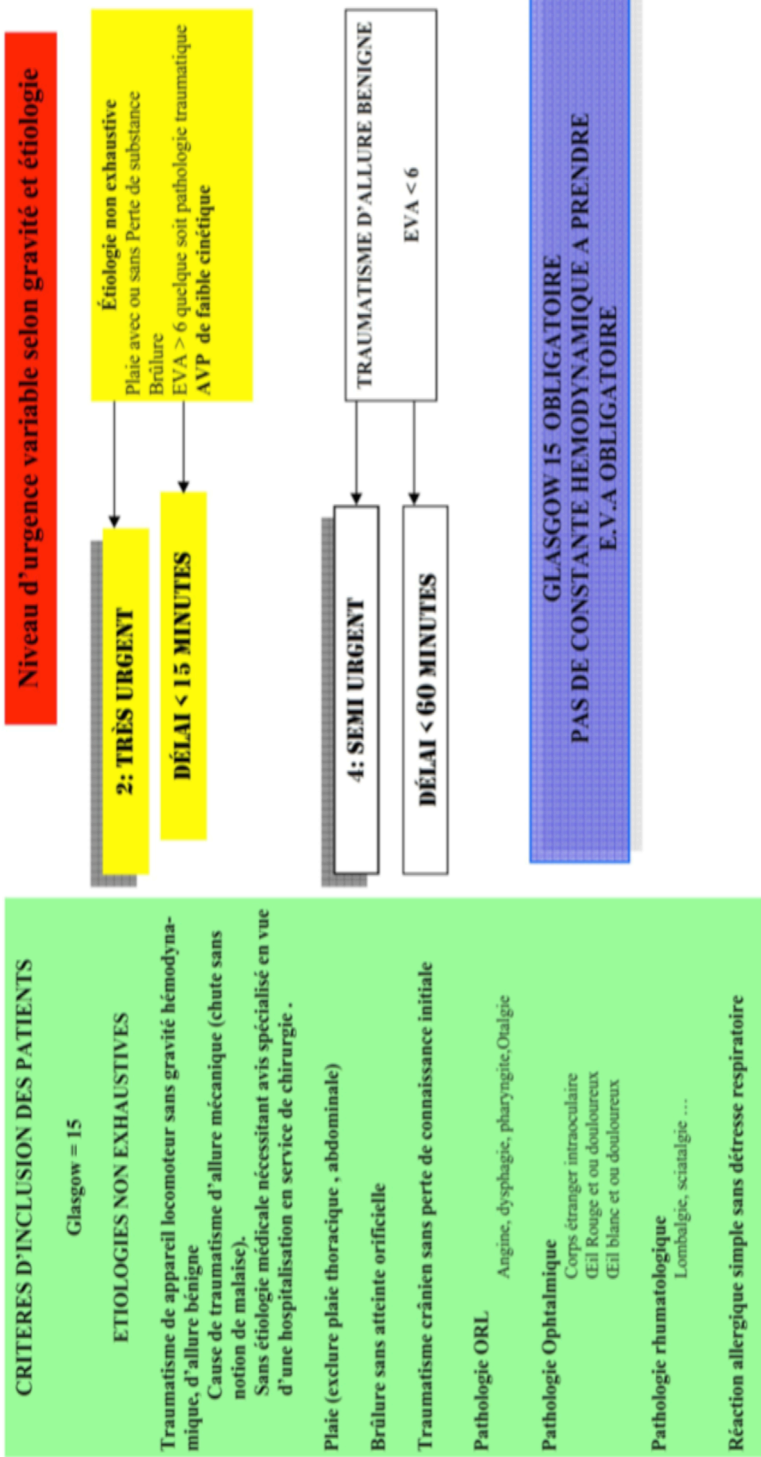 CRITERES D'INCLUSION DES PATIENTS
Glasgow = 15
ETIOLOGIES NON EXHAUSTIVES
Traumatisme de appareil locomoteur sans gravité hémodyna-
mique, d'allure bénigne
Cause de traumatisme d'allure mécanique (chute sans
notion de malaise).
Sans étiologie médicale nécessitant avis spécialisé en vue
d'une hospitalisation en service de chirurgie .
Plaie (exclure plaie thoracique , abdominale)
Brûlure sans atteinte orificielle
Traumatisme crânien sans perte de connaissance initiale
Pathologie ORL
Angine, dysphagie, pharyngite,Otalgie
Pathologie Ophtalmique
Corps étranger intraoculaire
Œil Rouge et ou douloureux
Œil blanc et ou douloureux
Pathologie rhumatologique
Lombalgie, sciatalgie …
Réaction allergique simple sans détresse respiratoire
Niveau d'urgence variable selon gravité et étiologie
2: TRÈS URGENT
DÉLAI < 15 MINUTES
Étiologie non exhaustive
Plaie avec ou sans Perte de substance
Brûlure
EVA > 6 quelque soit pathologie traumatique
AVP de faible cinétique
4: SEMI URGENT
DÉLAI < 60 MINUTES
TRAUMATISME D'ALLURE BENIGNE
EVA < 6
GLASGOW 15 OBLIGATOIRE
PAS DE CONSTANTE HEMODYNAMIQUE A PRENDRE
E.V.A OBLIGATOIRE